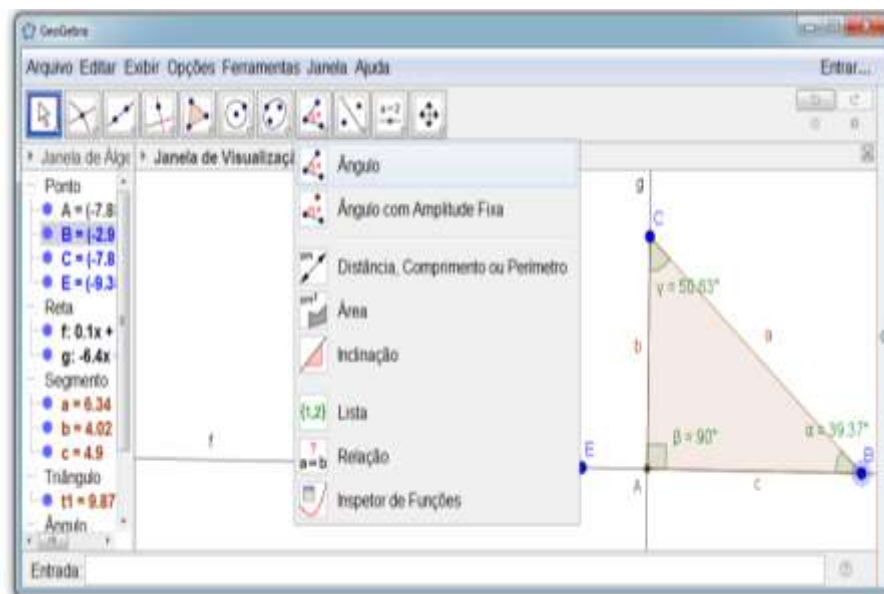 GeoGebra
Arquivo Editar Exibir Opções Ferramentas Janela Ajuda Entrar...
a=2
Janela de Álge Janela de Visualizaçã
Ponto
A = (-7.8
B = (-2.9
C = (-7.8
E = (-9.3
Reta
f: 0.1x +
g: -6.4x
Segmento
a = 6.34
b = 4.02
c = 4.9
Triângulo
t1 = 9.87
Ângulo
Ângulo
Ângulo com Amplitude Fixa
Distância, Comprimento ou Perímetro
Área
Inclinação
{1,2} Lista
? a=b Relação
Inspetor de Funções
g
C
γ = 50.63°
b
a
β = 90°
α = 39.37°
f
E
A
c
B
Entrada: